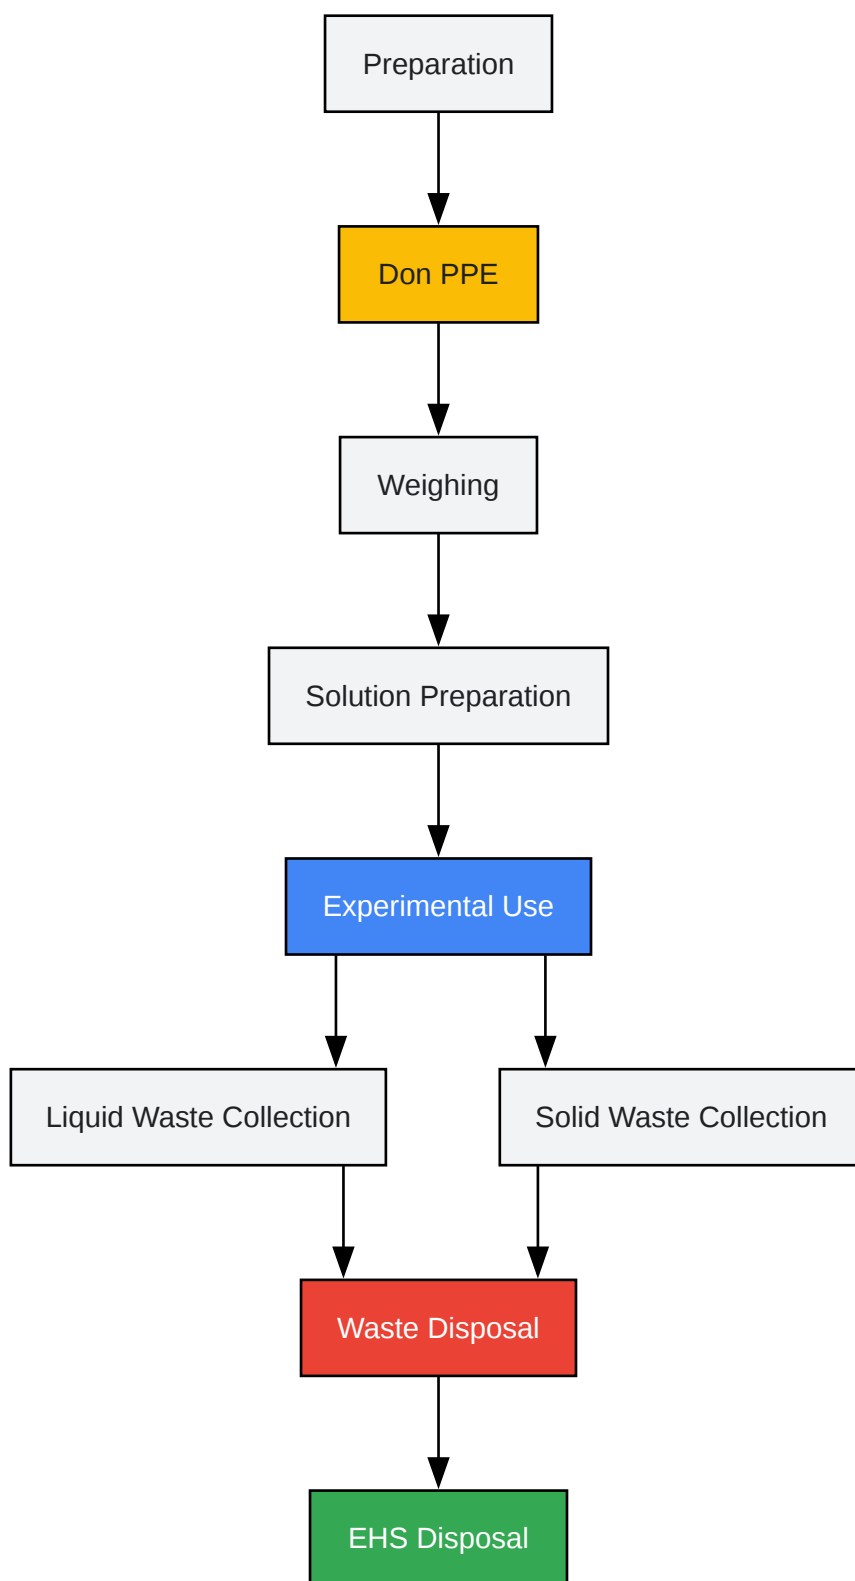 Preparation
Don PPE
Weighing
Solution Preparation
Experimental Use
Liquid Waste Collection
Solid Waste Collection
Waste Disposal
EHS Disposal